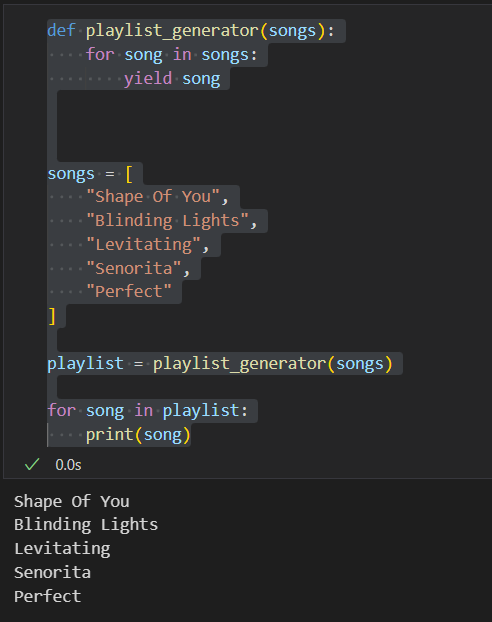 def playlist_generator(songs):
    for song in songs:
        yield song
songs = [
    "Shape Of You",
    "Blinding Lights",
    "Levitating",
    "Senorita",
    "Perfect"
]
playlist = playlist_generator(songs)
for song in playlist:
    print(song)
0.0s
Shape Of You
Blinding Lights
Levitating
Senorita
Perfect